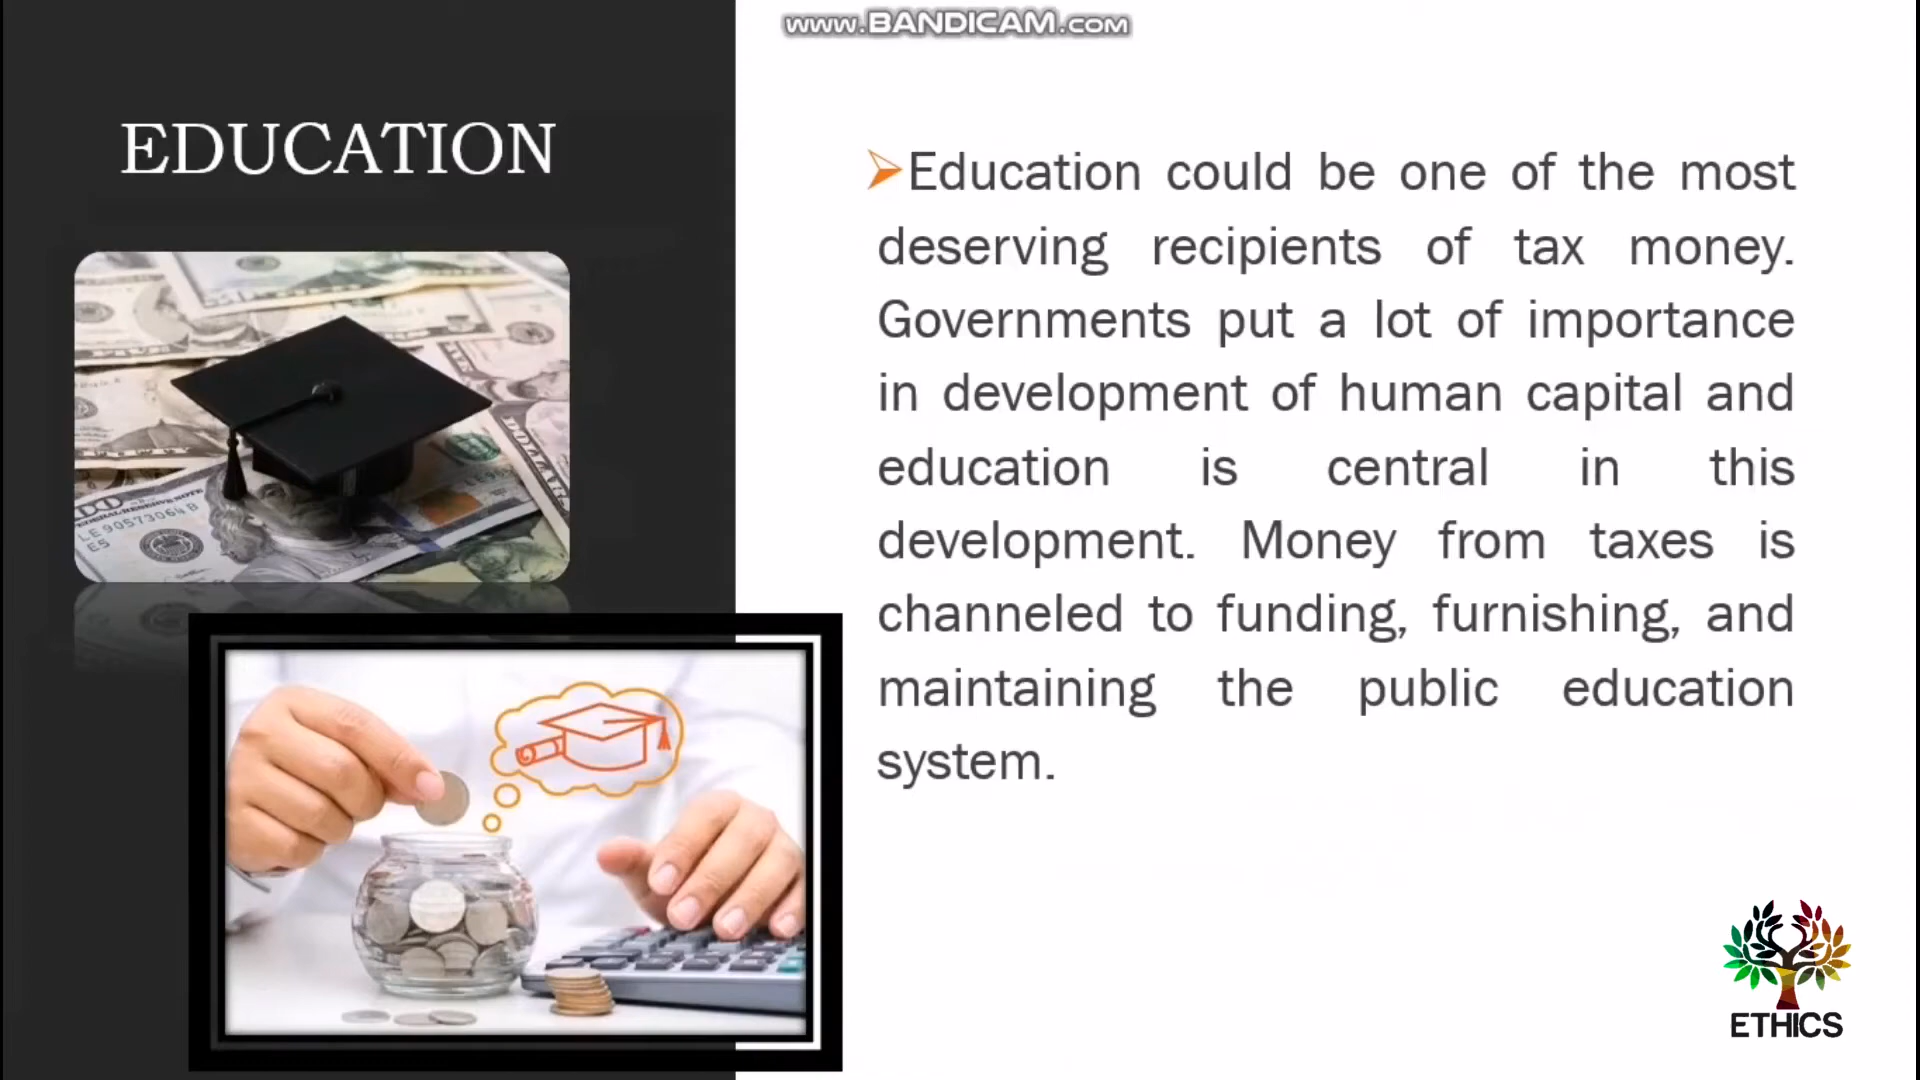 www.BANDICAM.com
EDUCATION
LE90573064B
E5
➢Education could be one of the most
deserving recipients of tax money.
Governments put a lot of importance
in development of human capital and
education is central in this
development. Money from taxes is
channeled to funding, furnishing, and
maintaining the public education
system.
ETHICS